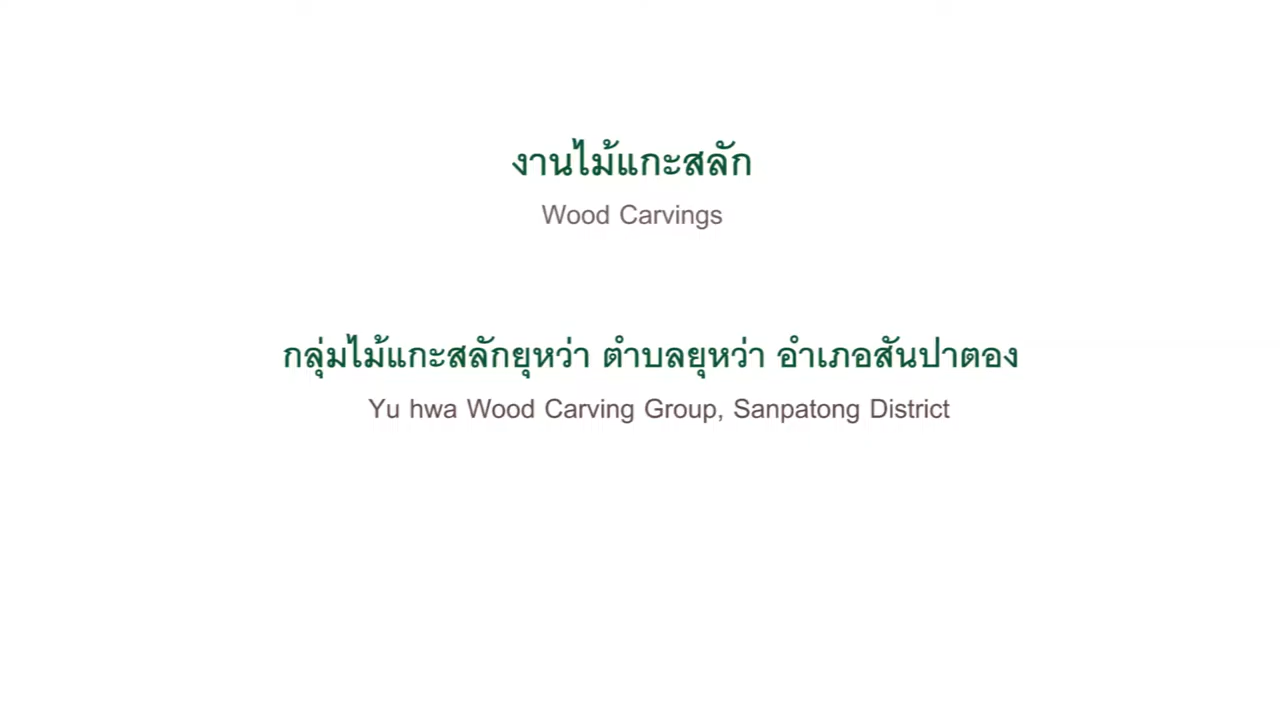 งานไม้แกะสลัก
Wood Carvings
กลุ่มไม้แกะสลักยุหว่า ตำบลยุหว่า อำเภอสันป่าตอง
Yu hwa Wood Carving Group, Sanpatong District